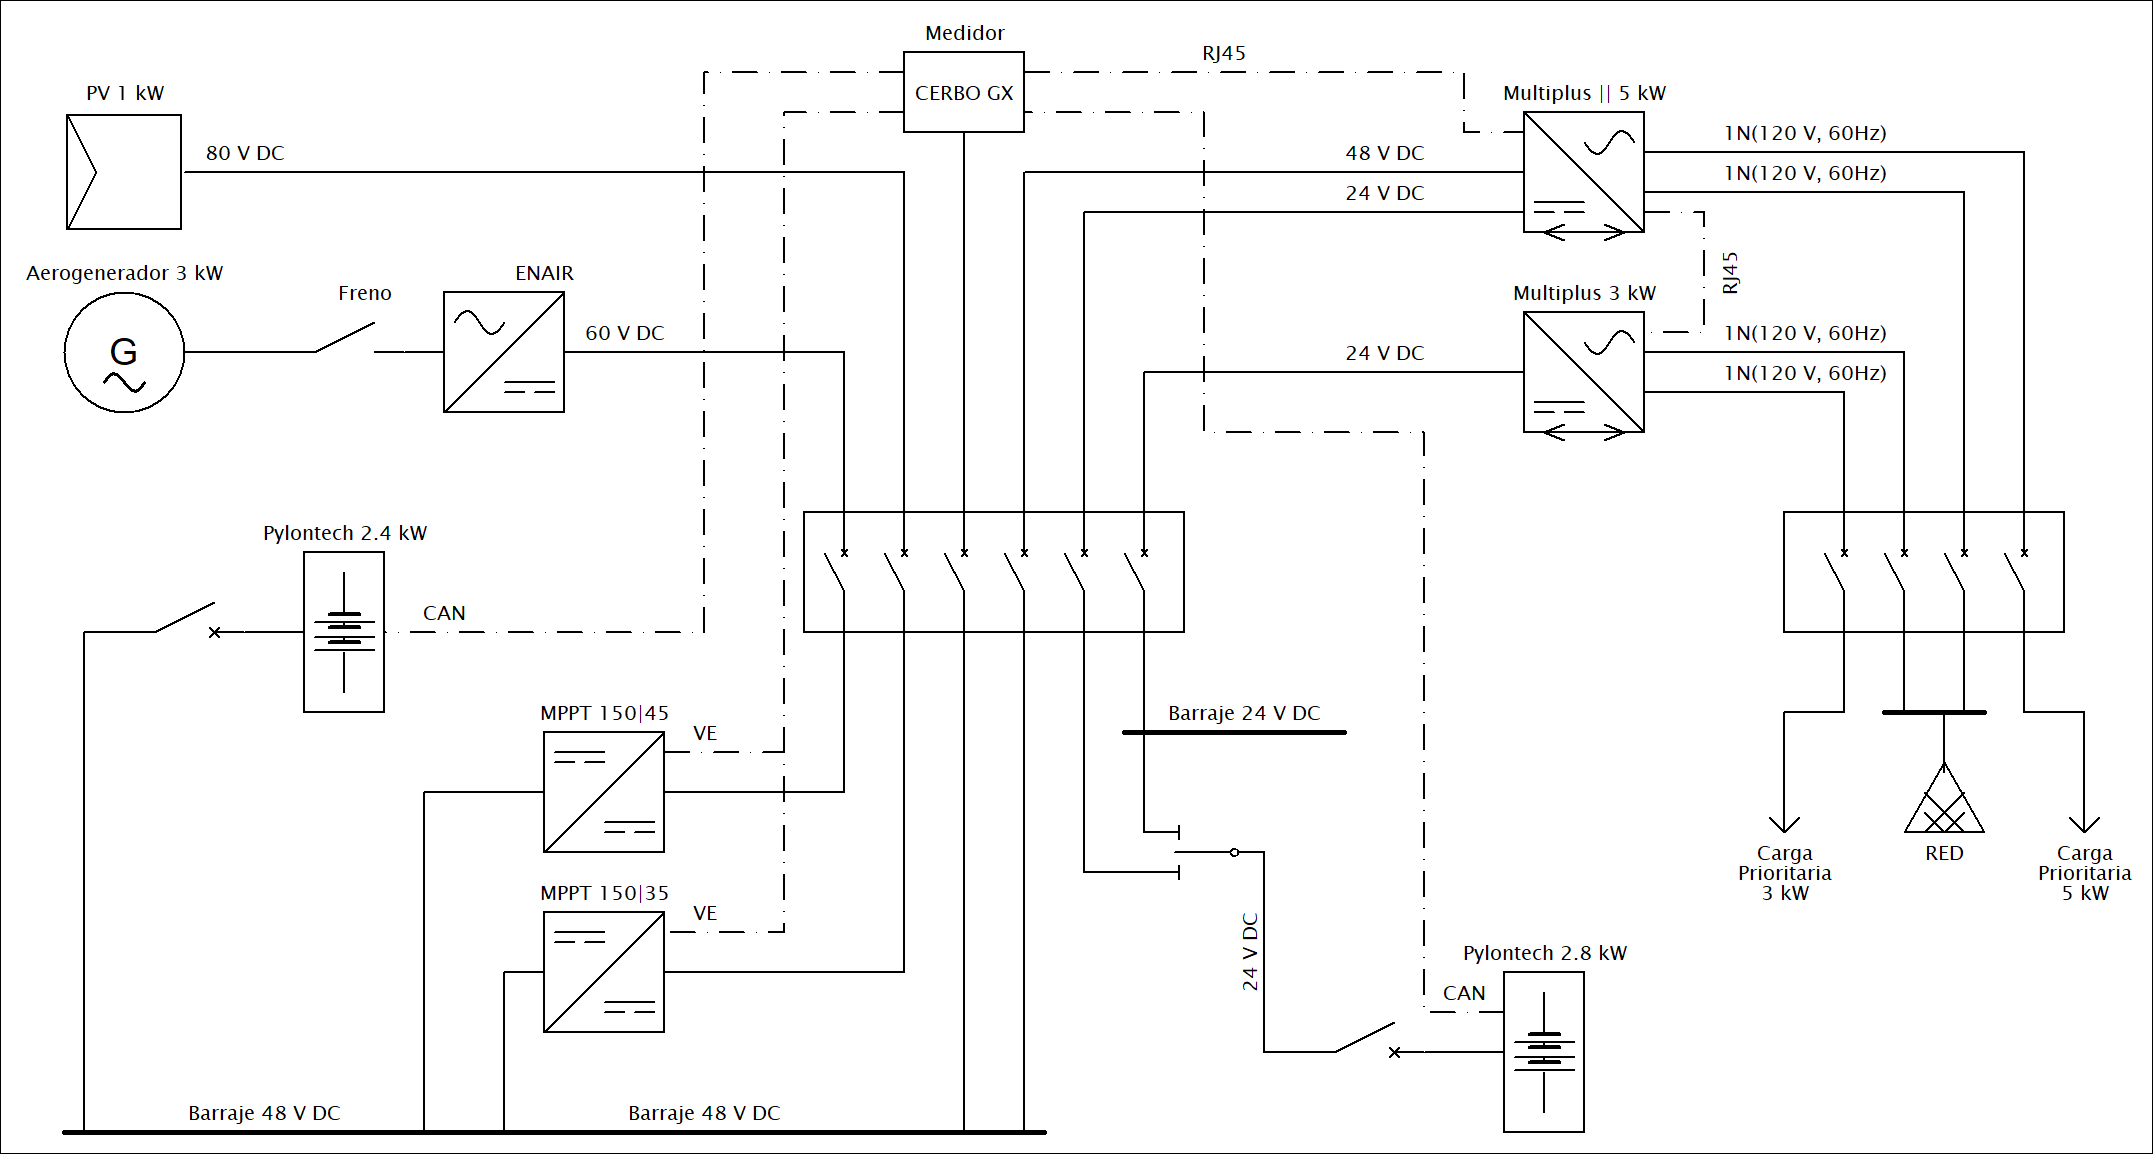 Medidor
RJ45
PV 1 kW
CERBO GX
Multiplus || 5 kW
1N(120 V, 60Hz)
80 V DC
48 V DC
1N(120 V, 60Hz)
24 V DC
Aerogenerador 3 kW
ENAIR
RJ45
Freno
Multiplus 3 kW
G
60 V DC
1N(120 V, 60Hz)
24 V DC
1N(120 V, 60Hz)
Pylontech 2.4 kW
CAN
MPPT 150|45
VE
Barraje 24 V DC
MPPT 150|35
VE
24 V DC
Carga
Prioritaria
3 kW
RED
Carga
Prioritaria
5 kW
Pylontech 2.8 kW
CAN
Barraje 48 V DC
Barraje 48 V DC